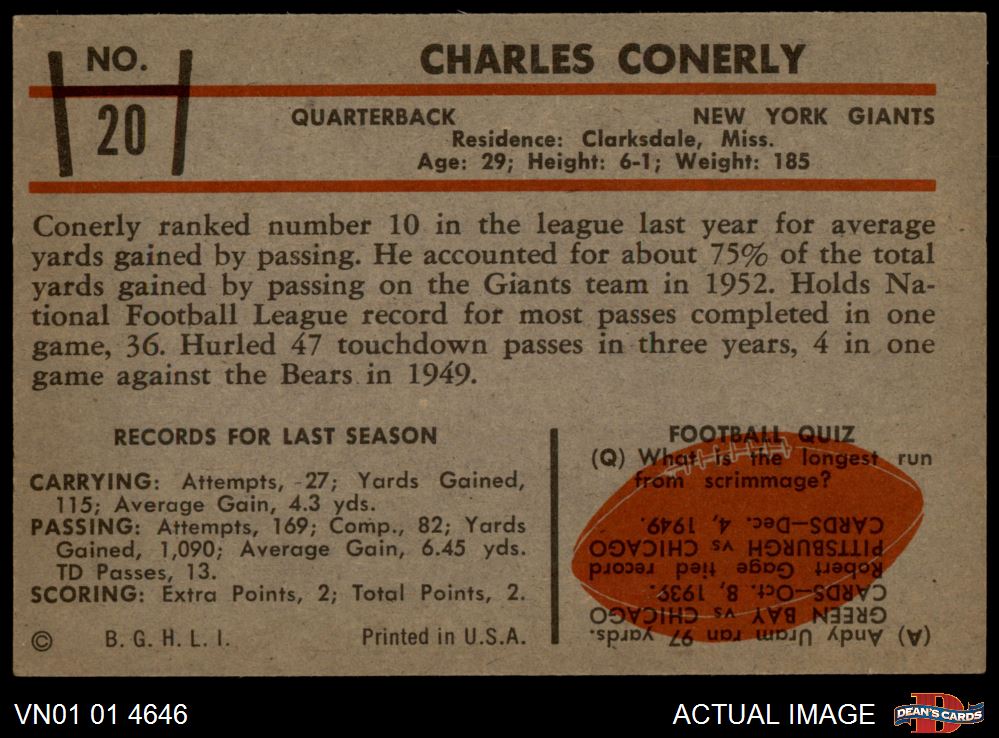 NO.
20
CHARLES CONERLY
QUARTERBACK NEW YORK GIANTS
Residence: Clarksdale, Miss.
Age: 29; Height: 6-1; Weight: 185
Conerly ranked number 10 in the league last year for average
yards gained by passing. He accounted for about 75% of the total
yards gained by passing on the Giants team in 1952. Holds Na-
tional Football League record for most passes completed in one
game, 36. Hurled 47 touchdown passes in three years, 4 in one
game against the Bears in 1949.
RECORDS FOR LAST SEASON
CARRYING: Attempts, 27; Yards Gained,
115; Average Gain, 4.3 yds.
PASSING: Attempts, 169; Comp., 82; Yards
Gained, 1,090; Average Gain, 6.45 yds.
TD Passes, 13.
SCORING: Extra Points, 2; Total Points, 2.
© B. G. H. L. I. Printed in U.S.A.
FOOTBALL QUIZ
(Q) What is the longest run
from scrimmage?
(A) Andy Uram ran 97 yards.
GREEN BAY vs CHICAGO
CARDS—Oct. 8, 1939.
Robert Gage tied record
PITTSBURGH vs CHICAGO
CARDS—Dec. 4, 1949.
VN01 01 4646
ACTUAL IMAGE
DEAN'S CARDS